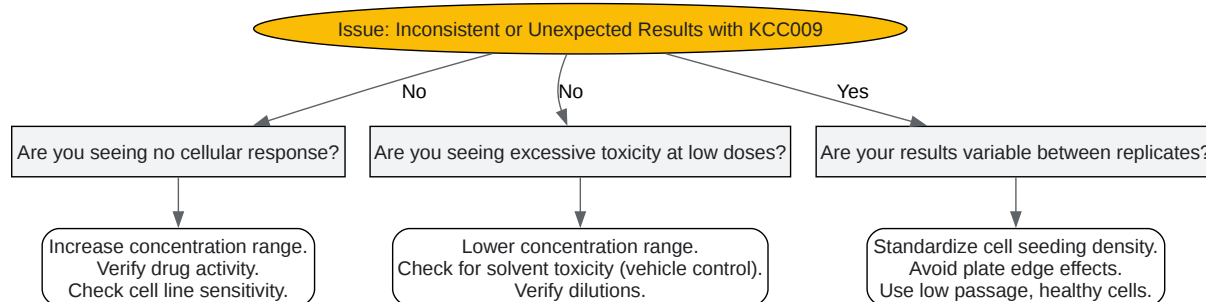 Issue: Inconsistent or Unexpected Results with KCC009
No
No
Yes
Are you seeing no cellular response?
Are you seeing excessive toxicity at low doses?
Are your results variable between replicates?
Increase concentration range.
Verify drug activity.
Check cell line sensitivity.
Lower concentration range.
Check for solvent toxicity (vehicle control).
Verify dilutions.
Standardize cell seeding density.
Avoid plate edge effects.
Use low passage, healthy cells.